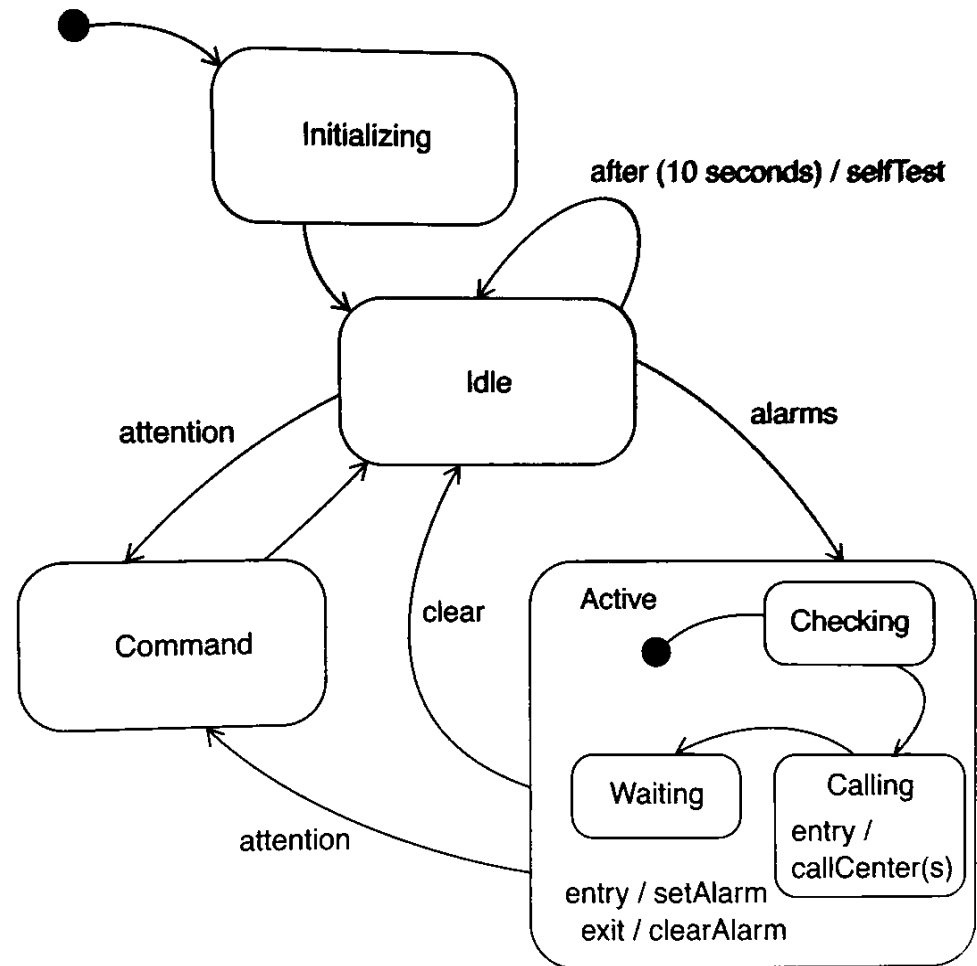 Initializing
after (10 seconds) / selfTest
Idle
attention
alarms
Active
Checking
clear
Command
Waiting
Calling
entry /
callCenter(s)
attention
entry / setAlarm
exit / clearAlarm